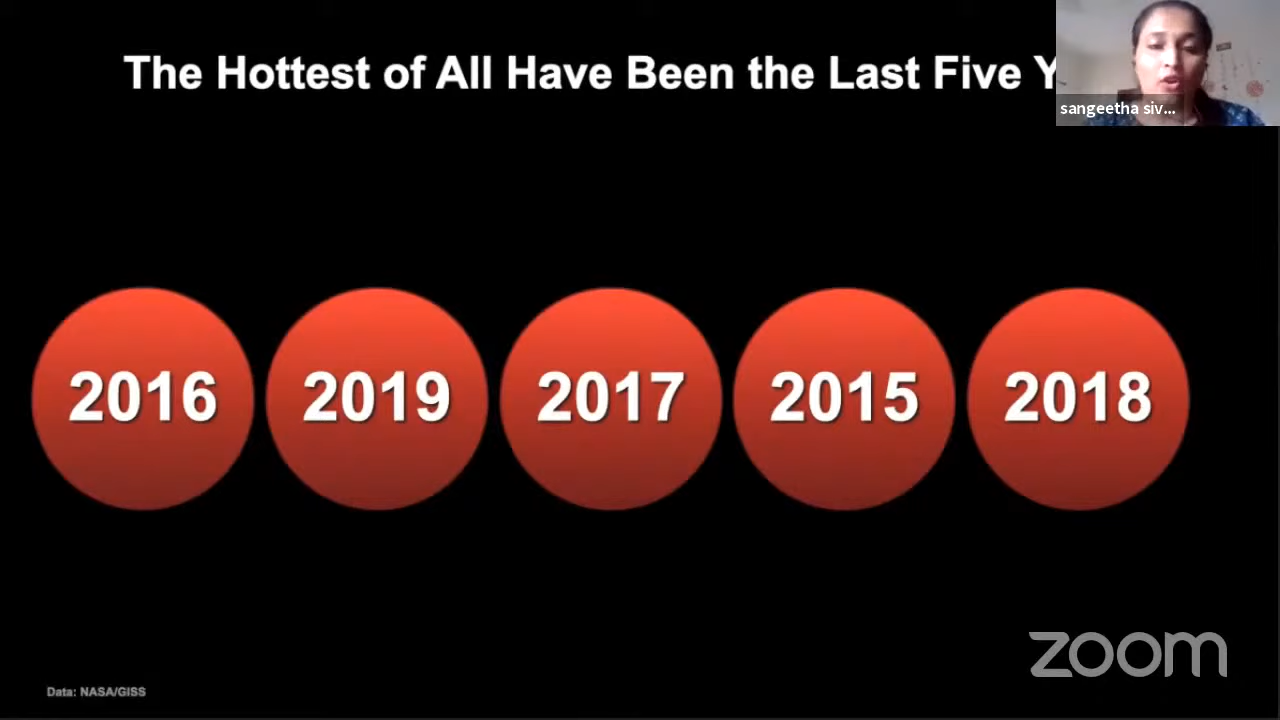 The Hottest of All Have Been the Last Five Y
sangeetha siv...
2016 2019 2017 2015 2018
zoom
Data: NASA/GISS